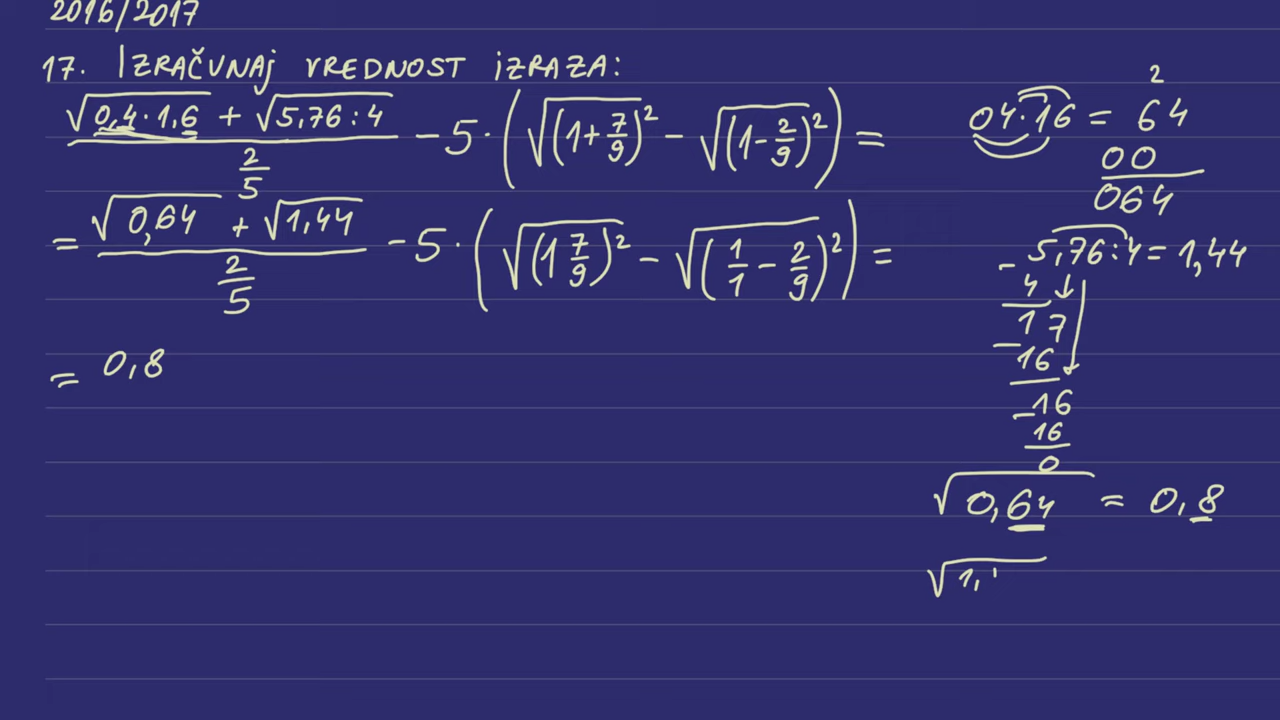 2016/2017
17. IZRAČUNAJ VREDNOST IZRAZA:
(√(0,4·1,6) + √(5,76:4)) / (2/5) − 5·(√((1+7/9)²) − √((1−2/9)²)) =
= (√(0,64) + √(1,44)) / (2/5) − 5·(√((1 7/9)²) − √((1/1 − 2/9)²)) =
= 0,8
2
04·16 = 64
00
064
−5,76:4 = 1,44
4
17
−16
−16
16
0
√(0,64) = 0,8
√(1,